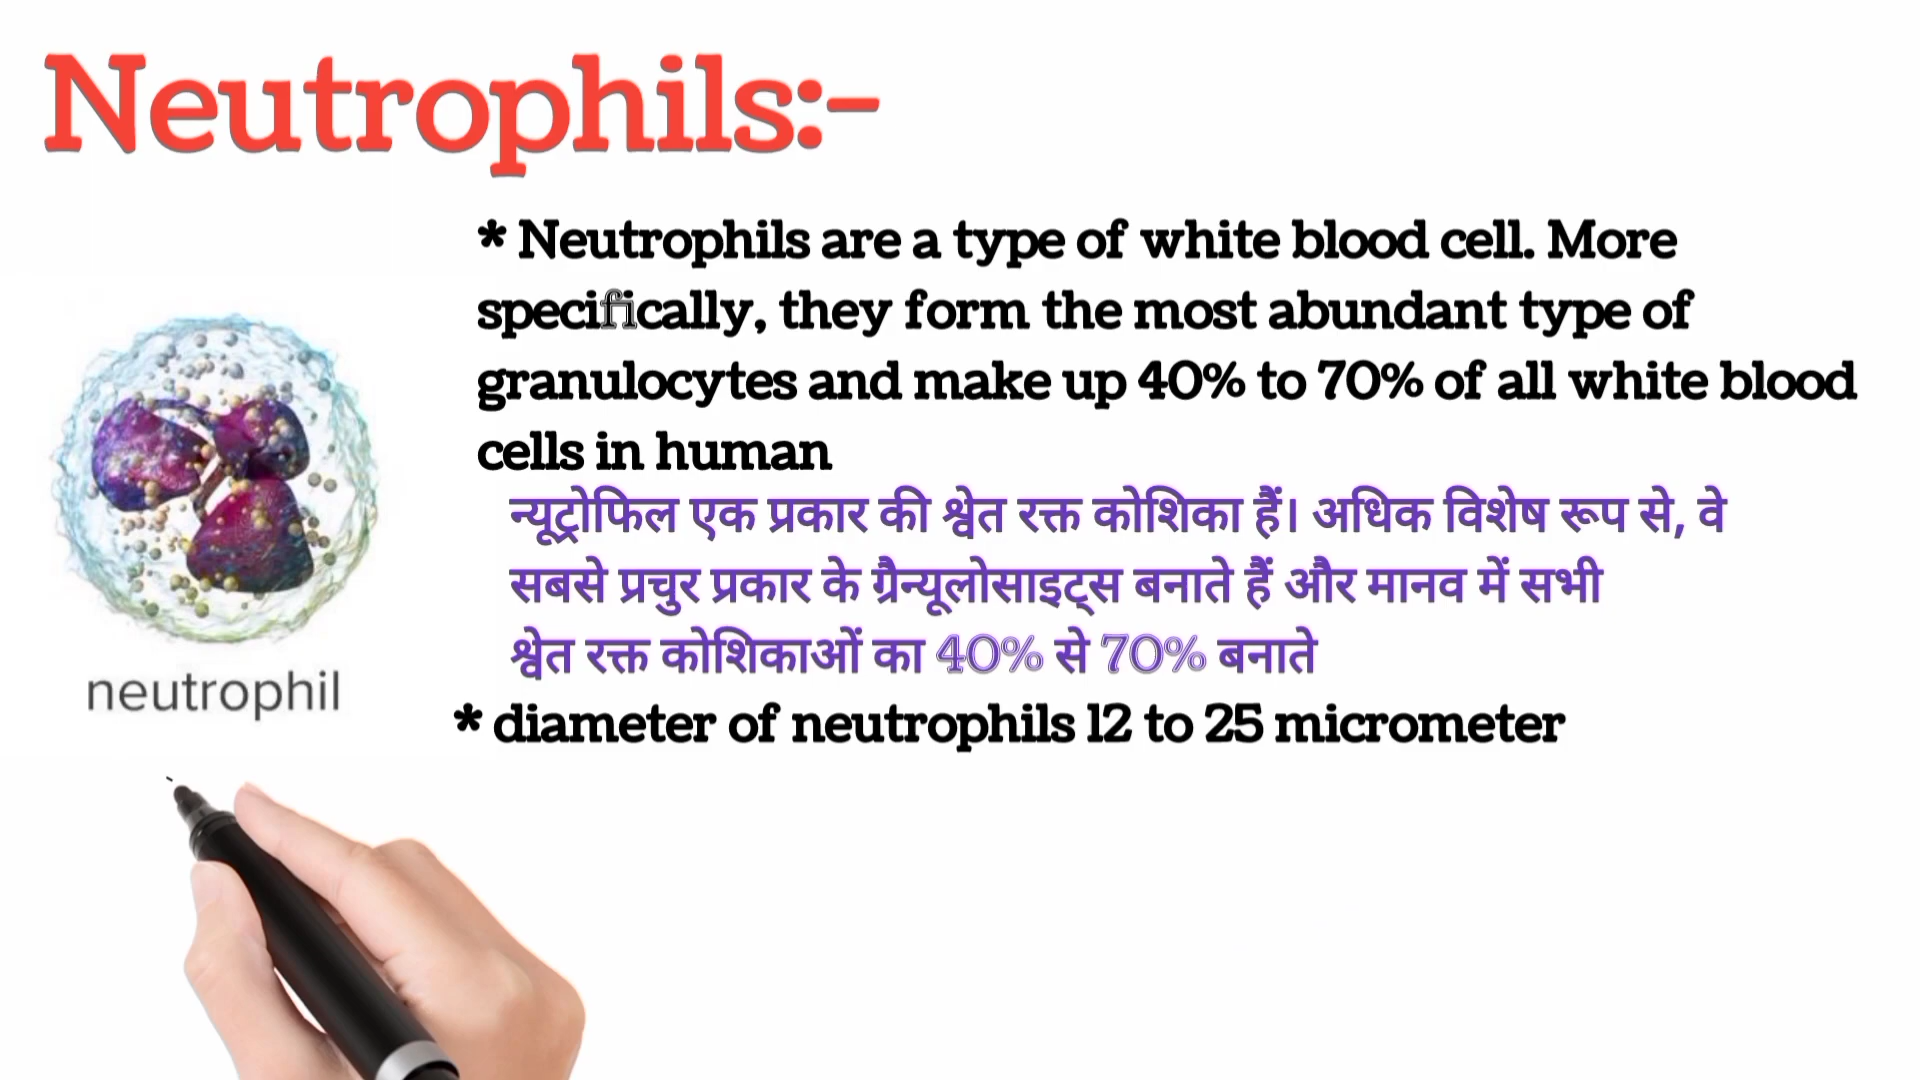 Neutrophils:-
* Neutrophils are a type of white blood cell. More
specifically, they form the most abundant type of
granulocytes and make up 40% to 70% of all white blood
cells in human
न्यूट्रोफिल एक प्रकार की श्वेत रक्त कोशिका हैं। अधिक विशेष रूप से, वे
सबसे प्रचुर प्रकार के ग्रैन्यूलोसाइट्स बनाते हैं और मानव में सभी
श्वेत रक्त कोशिकाओं का 40% से 70% बनाते
* diameter of neutrophils 12 to 25 micrometer
neutrophil